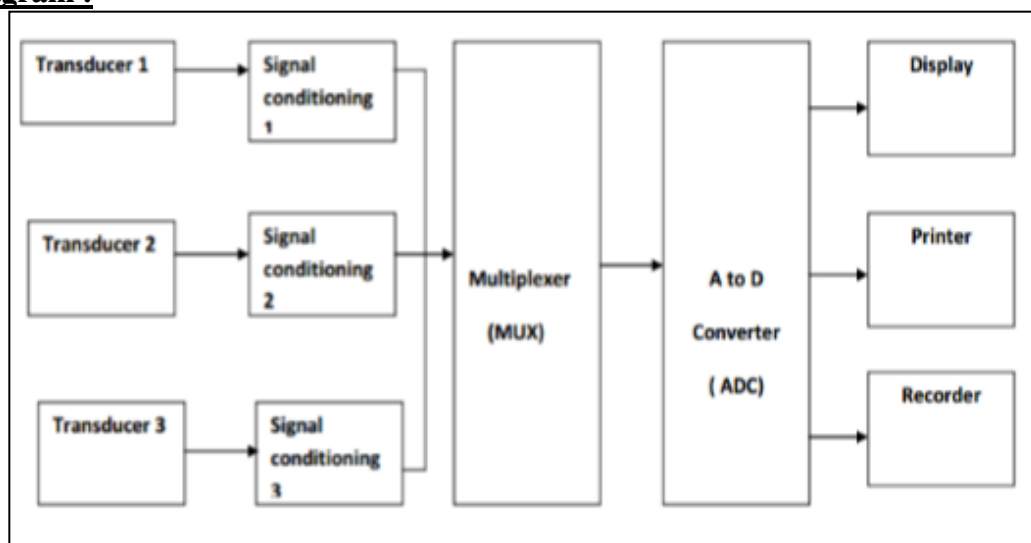 Transducer 1
Signal
conditioning
1
Display
Transducer 2
Signal
conditioning
2
Multiplexer
(MUX)
A to D
Converter
( ADC)
Printer
Transducer 3
Signal
conditioning
3
Recorder